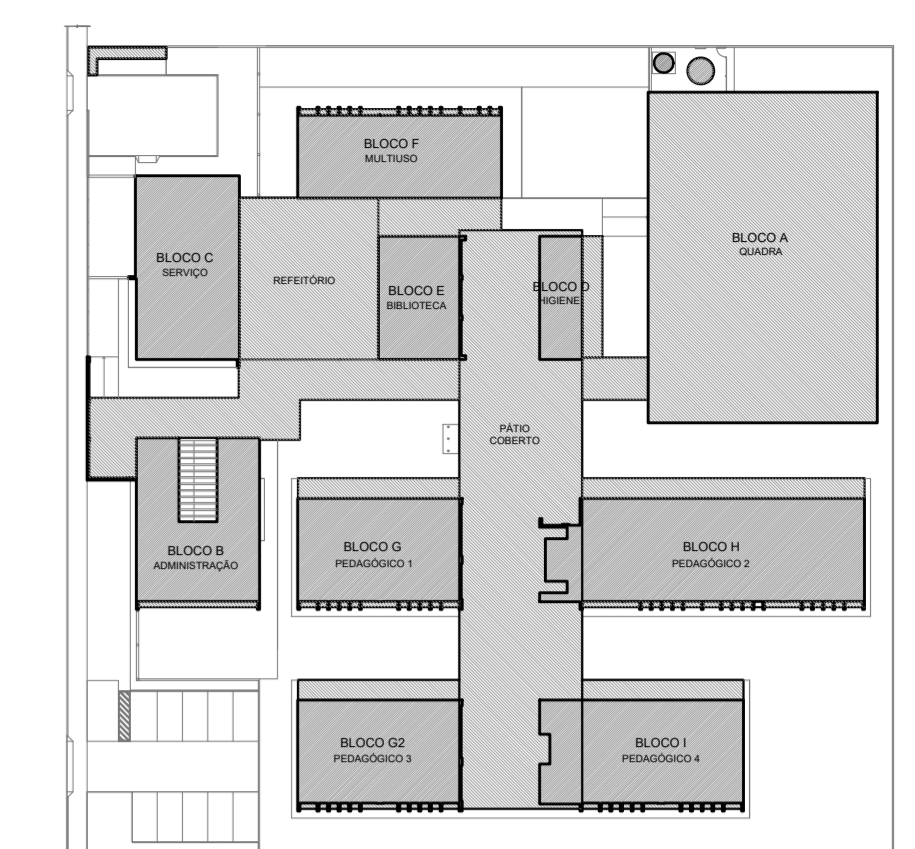 BLOCO F
MULTIUSO
BLOCO A
QUADRA
BLOCO C
SERVIÇO
REFEITÓRIO
BLOCO E
BIBLIOTECA
BLOCO D
HIGIENE
PÁTIO
COBERTO
BLOCO B
ADMINISTRAÇÃO
BLOCO G
PEDAGÓGICO 1
BLOCO H
PEDAGÓGICO 2
BLOCO G2
PEDAGÓGICO 3
BLOCO I
PEDAGÓGICO 4